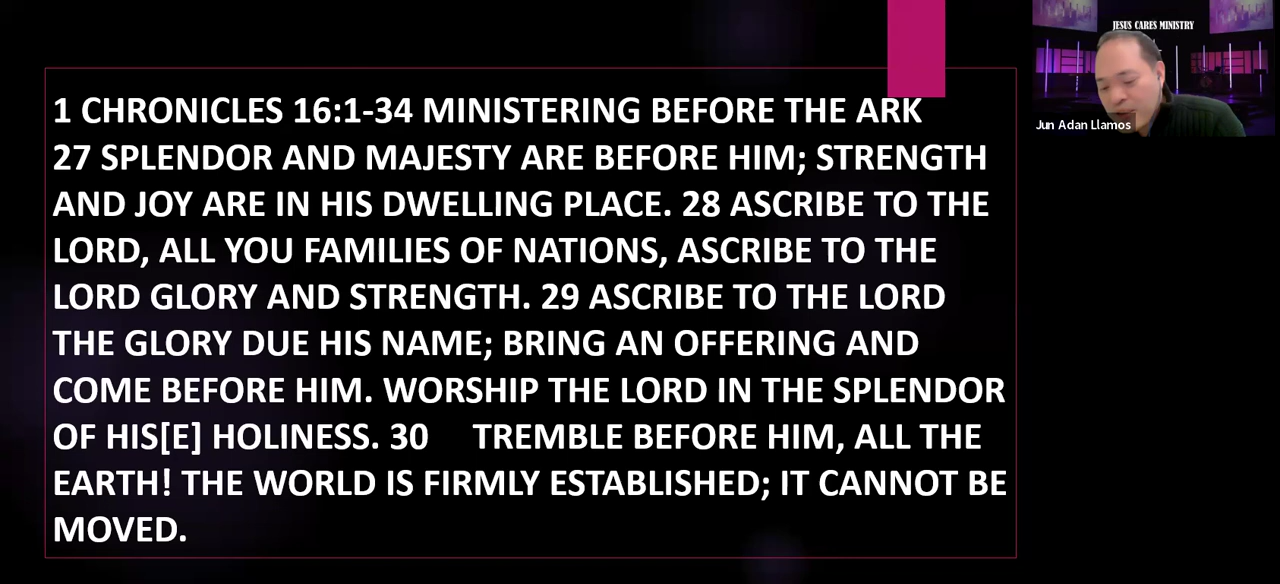 1 CHRONICLES 16:1-34 MINISTERING BEFORE THE ARK
27 SPLENDOR AND MAJESTY ARE BEFORE HIM; STRENGTH
AND JOY ARE IN HIS DWELLING PLACE. 28 ASCRIBE TO THE
LORD, ALL YOU FAMILIES OF NATIONS, ASCRIBE TO THE
LORD GLORY AND STRENGTH. 29 ASCRIBE TO THE LORD
THE GLORY DUE HIS NAME; BRING AN OFFERING AND
COME BEFORE HIM. WORSHIP THE LORD IN THE SPLENDOR
OF HIS[E] HOLINESS. 30 TREMBLE BEFORE HIM, ALL THE
EARTH! THE WORLD IS FIRMLY ESTABLISHED; IT CANNOT BE
MOVED.
JESUS CARES MINISTRY
Jun Adan Llamos